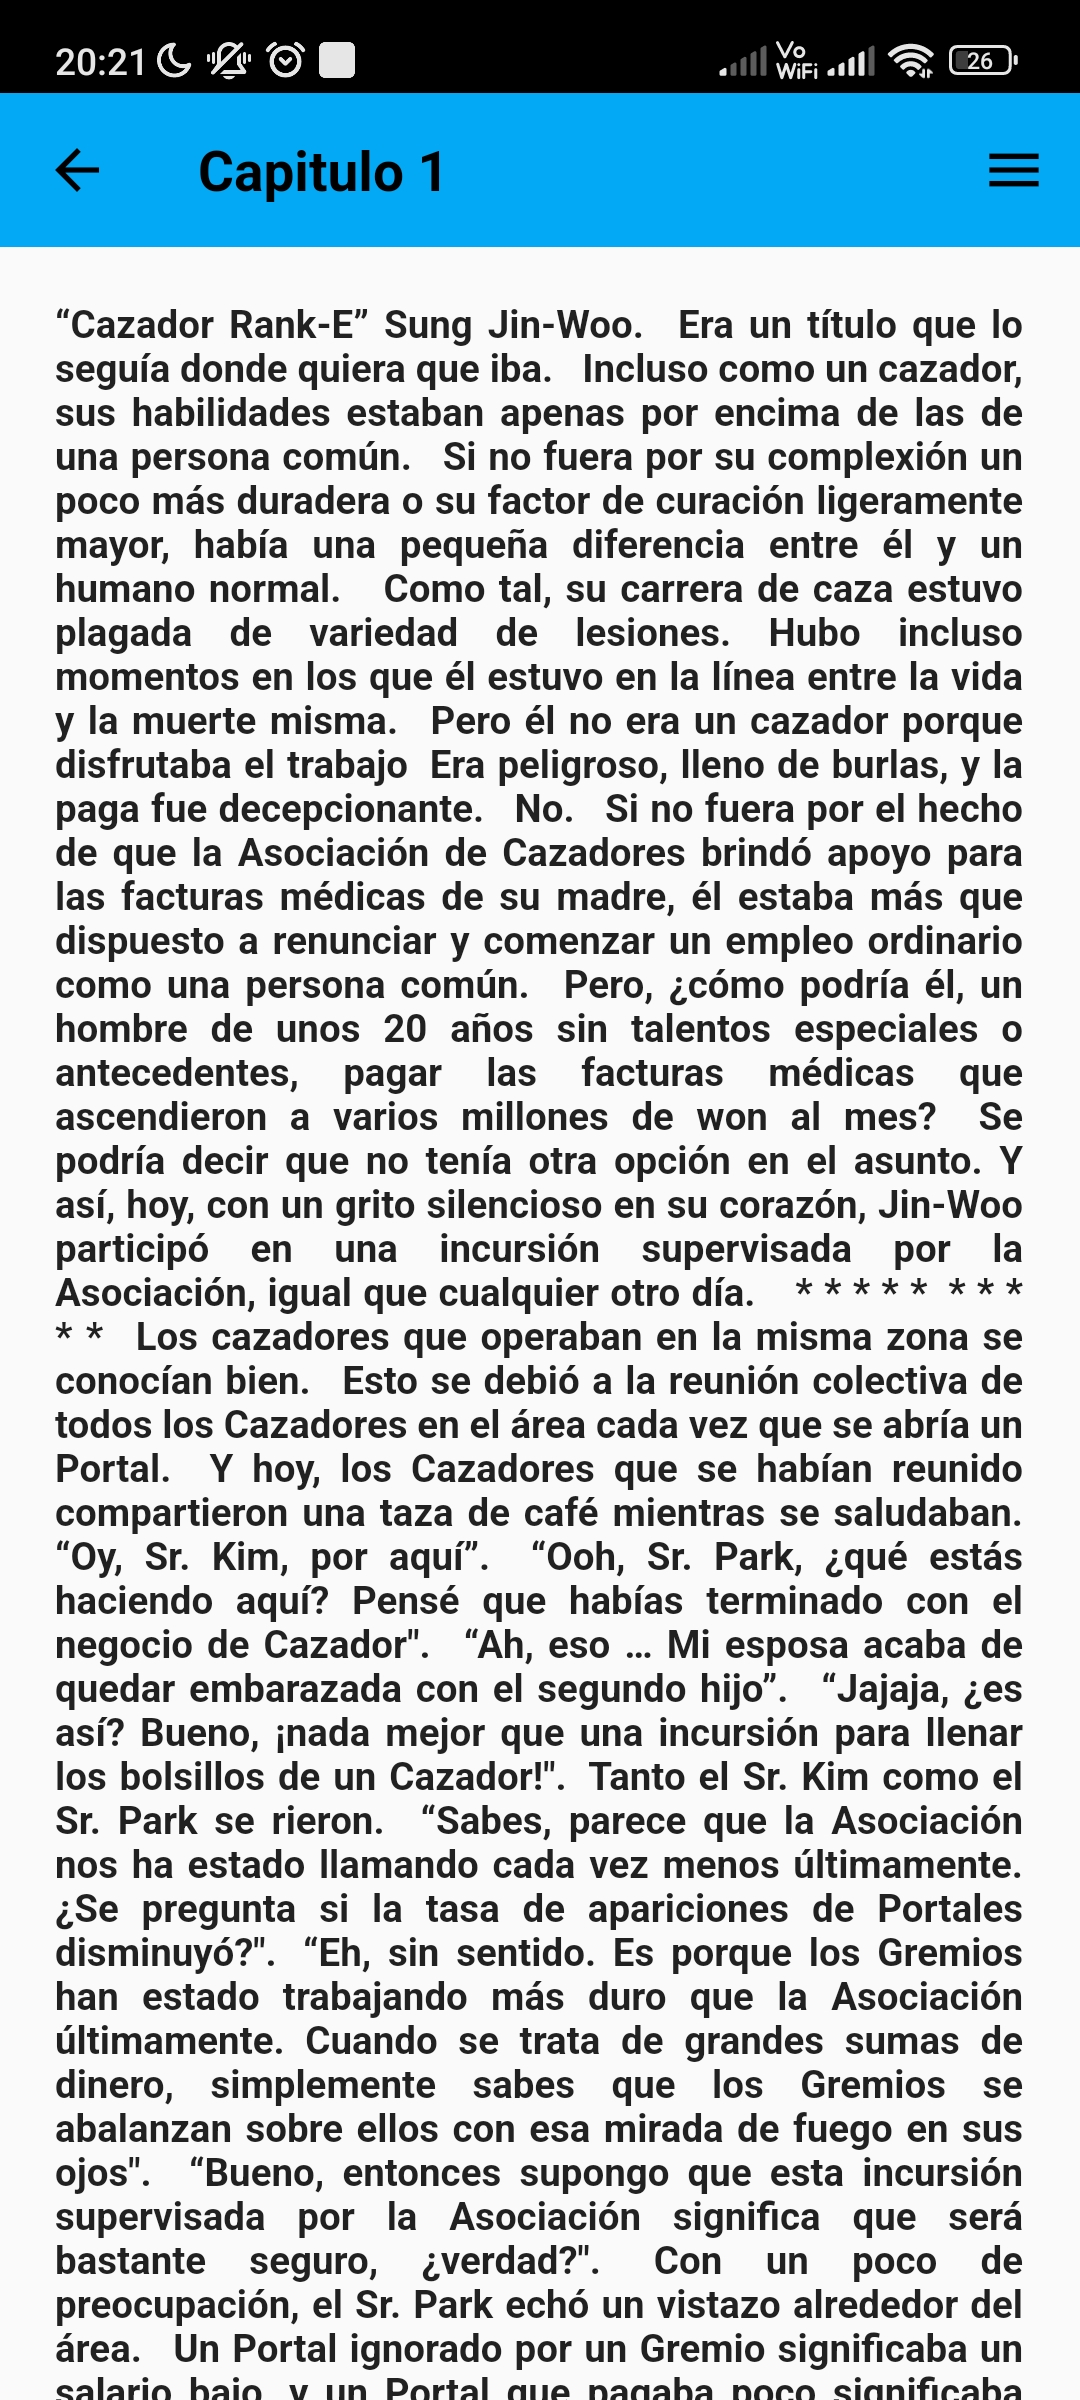 20:21
Vo
WiFi
26
Capitulo 1
“Cazador Rank-E” Sung Jin-Woo. Era un título que lo
seguía donde quiera que iba. Incluso como un cazador,
sus habilidades estaban apenas por encima de las de
una persona común. Si no fuera por su complexión un
poco más duradera o su factor de curación ligeramente
mayor, había una pequeña diferencia entre él y un
humano normal. Como tal, su carrera de caza estuvo
plagada de variedad de lesiones. Hubo incluso
momentos en los que él estuvo en la línea entre la vida
y la muerte misma. Pero él no era un cazador porque
disfrutaba el trabajo Era peligroso, lleno de burlas, y la
paga fue decepcionante. No. Si no fuera por el hecho
de que la Asociación de Cazadores brindó apoyo para
las facturas médicas de su madre, él estaba más que
dispuesto a renunciar y comenzar un empleo ordinario
como una persona común. Pero, ¿cómo podría él, un
hombre de unos 20 años sin talentos especiales o
antecedentes, pagar las facturas médicas que
ascendieron a varios millones de won al mes? Se
podría decir que no tenía otra opción en el asunto. Y
así, hoy, con un grito silencioso en su corazón, Jin-Woo
participó en una incursión supervisada por la
Asociación, igual que cualquier otro día. * * * * * * * *
* * Los cazadores que operaban en la misma zona se
conocían bien. Esto se debió a la reunión colectiva de
todos los Cazadores en el área cada vez que se abría un
Portal. Y hoy, los Cazadores que se habían reunido
compartieron una taza de café mientras se saludaban.
“Oy, Sr. Kim, por aquí”. “Ooh, Sr. Park, ¿qué estás
haciendo aquí? Pensé que habías terminado con el
negocio de Cazador". “Ah, eso … Mi esposa acaba de
quedar embarazada con el segundo hijo”. “Jajaja, ¿es
así? Bueno, ¡nada mejor que una incursión para llenar
los bolsillos de un Cazador!". Tanto el Sr. Kim como el
Sr. Park se rieron. “Sabes, parece que la Asociación
nos ha estado llamando cada vez menos últimamente.
¿Se pregunta si la tasa de apariciones de Portales
disminuyó?". “Eh, sin sentido. Es porque los Gremios
han estado trabajando más duro que la Asociación
últimamente. Cuando se trata de grandes sumas de
dinero, simplemente sabes que los Gremios se
abalanzan sobre ellos con esa mirada de fuego en sus
ojos". “Bueno, entonces supongo que esta incursión
supervisada por la Asociación significa que será
bastante seguro, ¿verdad?". Con un poco de
preocupación, el Sr. Park echó un vistazo alrededor del
área. Un Portal ignorado por un Gremio significaba un
salario bajo, y un Portal que pagaba poco significaba